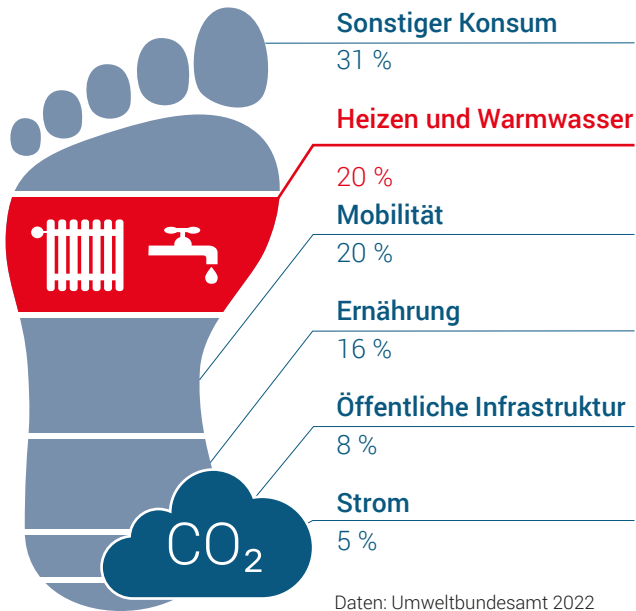 Sonstiger Konsum
31 %
Heizen und Warmwasser
20 %
Mobilität
20 %
Ernährung
16 %
Öffentliche Infrastruktur
8 %
Strom
5 %
CO₂
Daten: Umweltbundesamt 2022